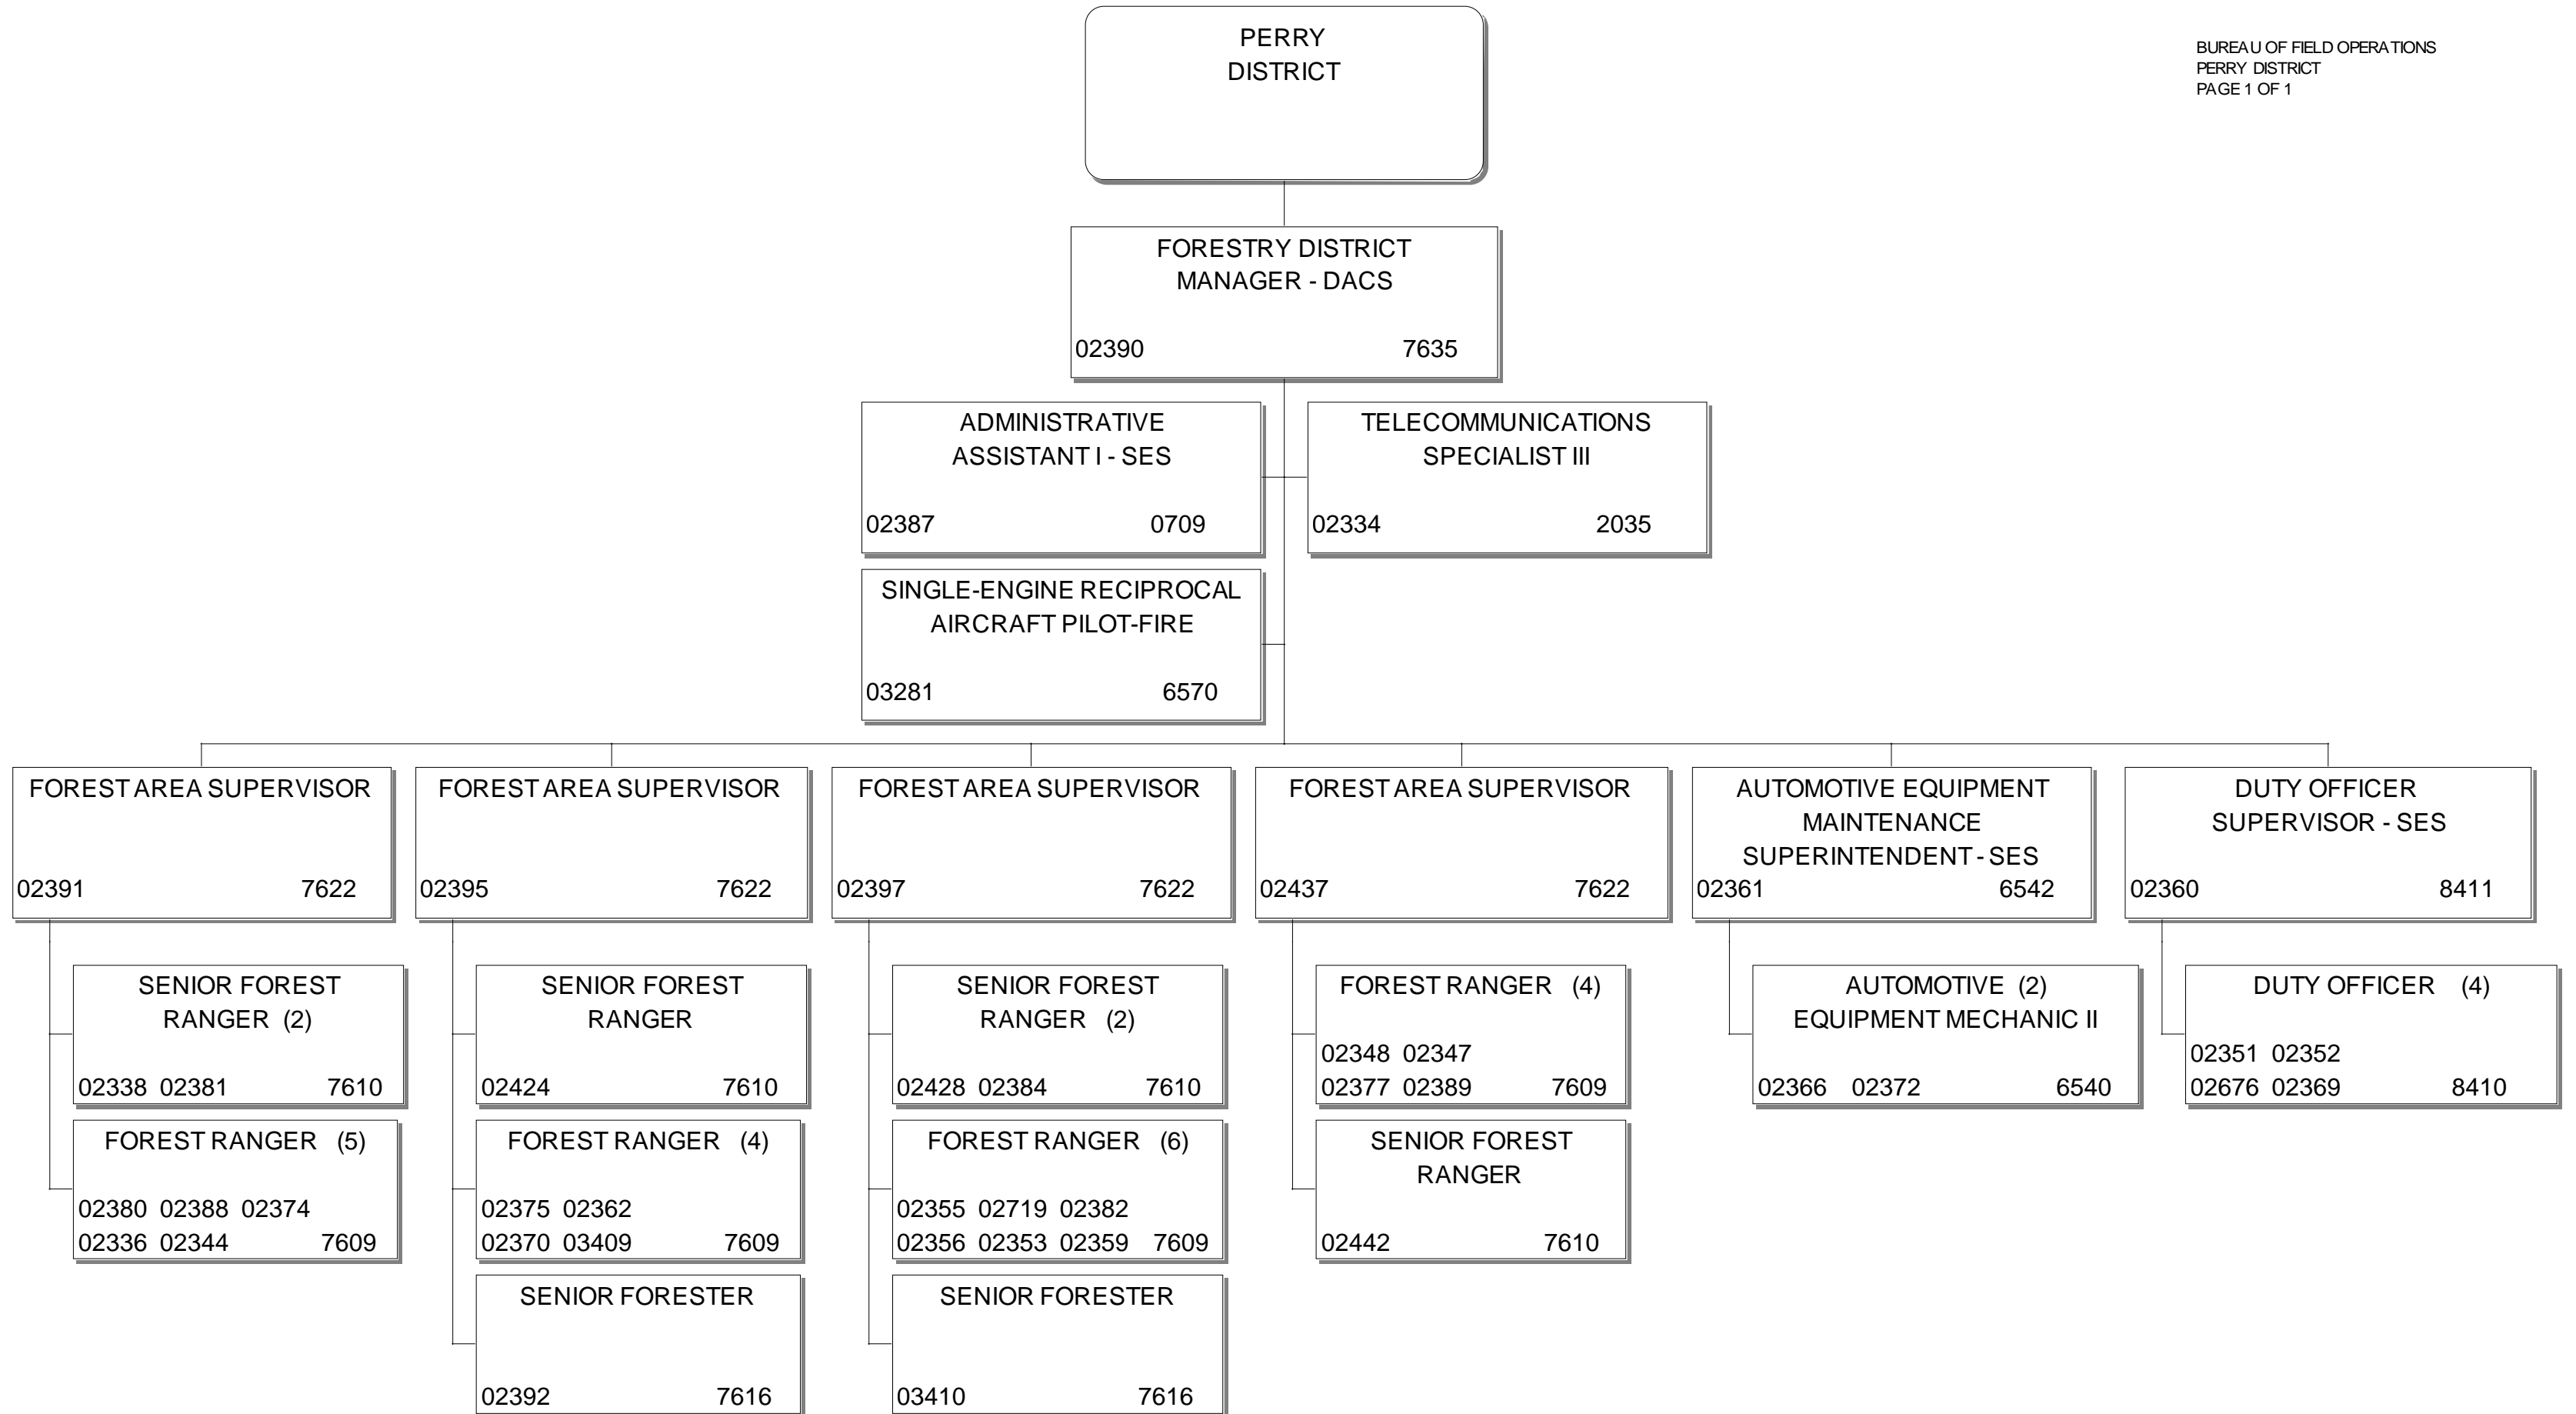 PERRY
DISTRICT
BUREAU OF FIELD OPERATIONS
PERRY DISTRICT
PAGE 1 OF 1
FORESTRY DISTRICT
MANAGER - DACS
02390 7635
ADMINISTRATIVE
ASSISTANT I - SES
02387 0709
TELECOMMUNICATIONS
SPECIALIST III
02334 2035
SINGLE-ENGINE RECIPROCAL
AIRCRAFT PILOT-FIRE
03281 6570
FOREST AREA SUPERVISOR
02391 7622
SENIOR FOREST
RANGER (2)
02338 02381 7610
FOREST RANGER (5)
02380 02388 02374
02336 02344 7609
FOREST AREA SUPERVISOR
02395 7622
SENIOR FOREST
RANGER
02424 7610
FOREST RANGER (4)
02375 02362
02370 03409 7609
SENIOR FORESTER
02392 7616
FOREST AREA SUPERVISOR
02397 7622
SENIOR FOREST
RANGER (2)
02428 02384 7610
FOREST RANGER (6)
02355 02719 02382
02356 02353 02359 7609
SENIOR FORESTER
03410 7616
FOREST AREA SUPERVISOR
02437 7622
FOREST RANGER (4)
02348 02347
02377 02389 7609
SENIOR FOREST
RANGER
02442 7610
AUTOMOTIVE EQUIPMENT
MAINTENANCE
SUPERINTENDENT - SES
02361 6542
AUTOMOTIVE (2)
EQUIPMENT MECHANIC II
02366 02372 6540
DUTY OFFICER
SUPERVISOR - SES
02360 8411
DUTY OFFICER (4)
02351 02352
02676 02369 8410